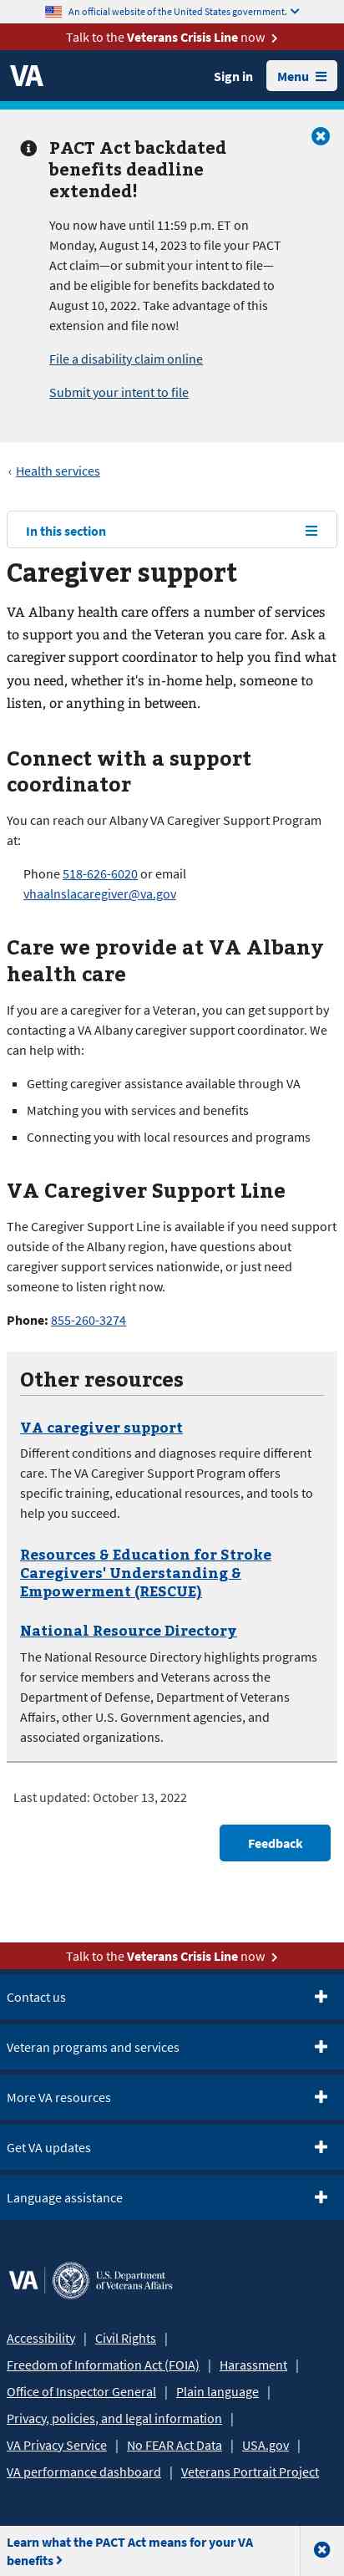 An official website of the United States government.
Talk to the Veterans Crisis Line now
VA
Sign in
Menu
PACT Act backdated
benefits deadline
extended!
You now have until 11:59 p.m. ET on
Monday, August 14, 2023 to file your PACT
Act claim—or submit your intent to file—
and be eligible for benefits backdated to
August 10, 2022. Take advantage of this
extension and file now!
File a disability claim online
Submit your intent to file
‹ Health services
In this section
Caregiver support
VA Albany health care offers a number of services
to support you and the Veteran you care for. Ask a
caregiver support coordinator to help you find what
you need, whether it's in-home help, someone to
listen, or anything in between.
Connect with a support
coordinator
You can reach our Albany VA Caregiver Support Program
at:
Phone 518-626-6020 or email
vhaalnslacaregiver@va.gov
Care we provide at VA Albany
health care
If you are a caregiver for a Veteran, you can get support by
contacting a VA Albany caregiver support coordinator. We
can help with:
Getting caregiver assistance available through VA
Matching you with services and benefits
Connecting you with local resources and programs
VA Caregiver Support Line
The Caregiver Support Line is available if you need support
outside of the Albany region, have questions about
caregiver support services nationwide, or just need
someone to listen right now.
Phone: 855-260-3274
Other resources
VA caregiver support
Different conditions and diagnoses require different
care. The VA Caregiver Support Program offers
specific training, educational resources, and tools to
help you succeed.
Resources & Education for Stroke
Caregivers' Understanding &
Empowerment (RESCUE)
National Resource Directory
The National Resource Directory highlights programs
for service members and Veterans across the
Department of Defense, Department of Veterans
Affairs, other U.S. Government agencies, and
associated organizations.
Last updated: October 13, 2022
Feedback
Talk to the Veterans Crisis Line now
Contact us
Veteran programs and services
More VA resources
Get VA updates
Language assistance
VA
U.S. Department
of Veterans Affairs
Accessibility | Civil Rights |
Freedom of Information Act (FOIA) | Harassment |
Office of Inspector General | Plain language |
Privacy, policies, and legal information |
VA Privacy Service | No FEAR Act Data | USA.gov |
VA performance dashboard | Veterans Portrait Project
Learn what the PACT Act means for your VA
benefits